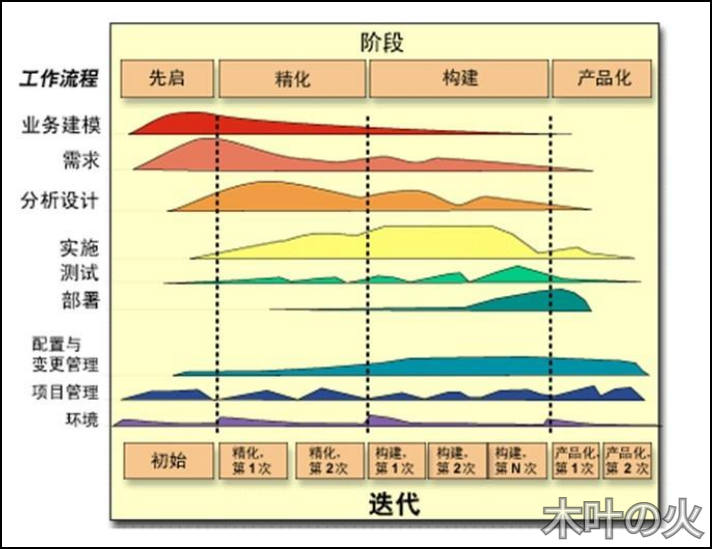 阶段
工作流程
先启
精化
构建
产品化
业务建模
需求
分析设计
实施
测试
部署
配置与
变更管理
项目管理
环境
初始
精化,
第1次
精化,
第2次
构建,
第1次
构建,
第2次
构建,
第N次
产品化,
第1次
产品化,
第2次
迭代
木叶の火